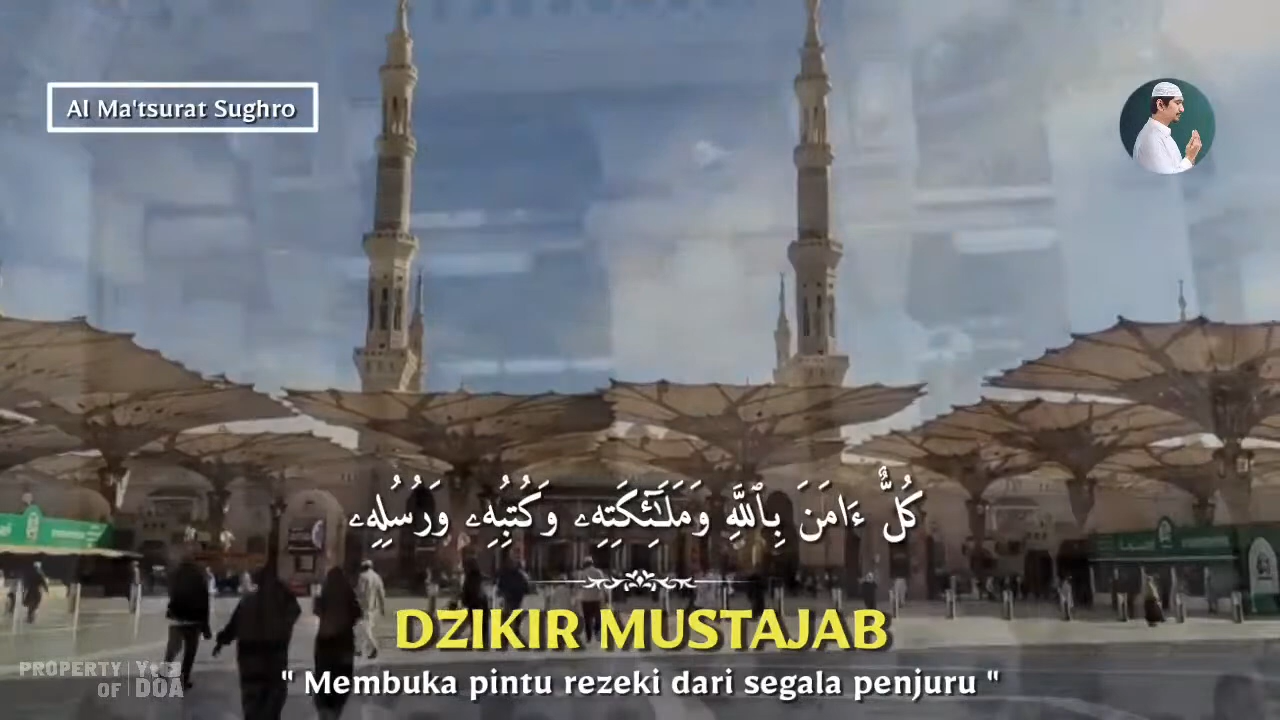 Al Ma'tsurat Sughro
كُلٌّ ءَامَنَ بِٱللَّهِ وَمَلَـٰٓئِكَتِهِۦ وَكُتُبِهِۦ وَرُسُلِهِۦ
DZIKIR MUSTAJAB
" Membuka pintu rezeki dari segala penjuru "
PROPERTY
OF DOA